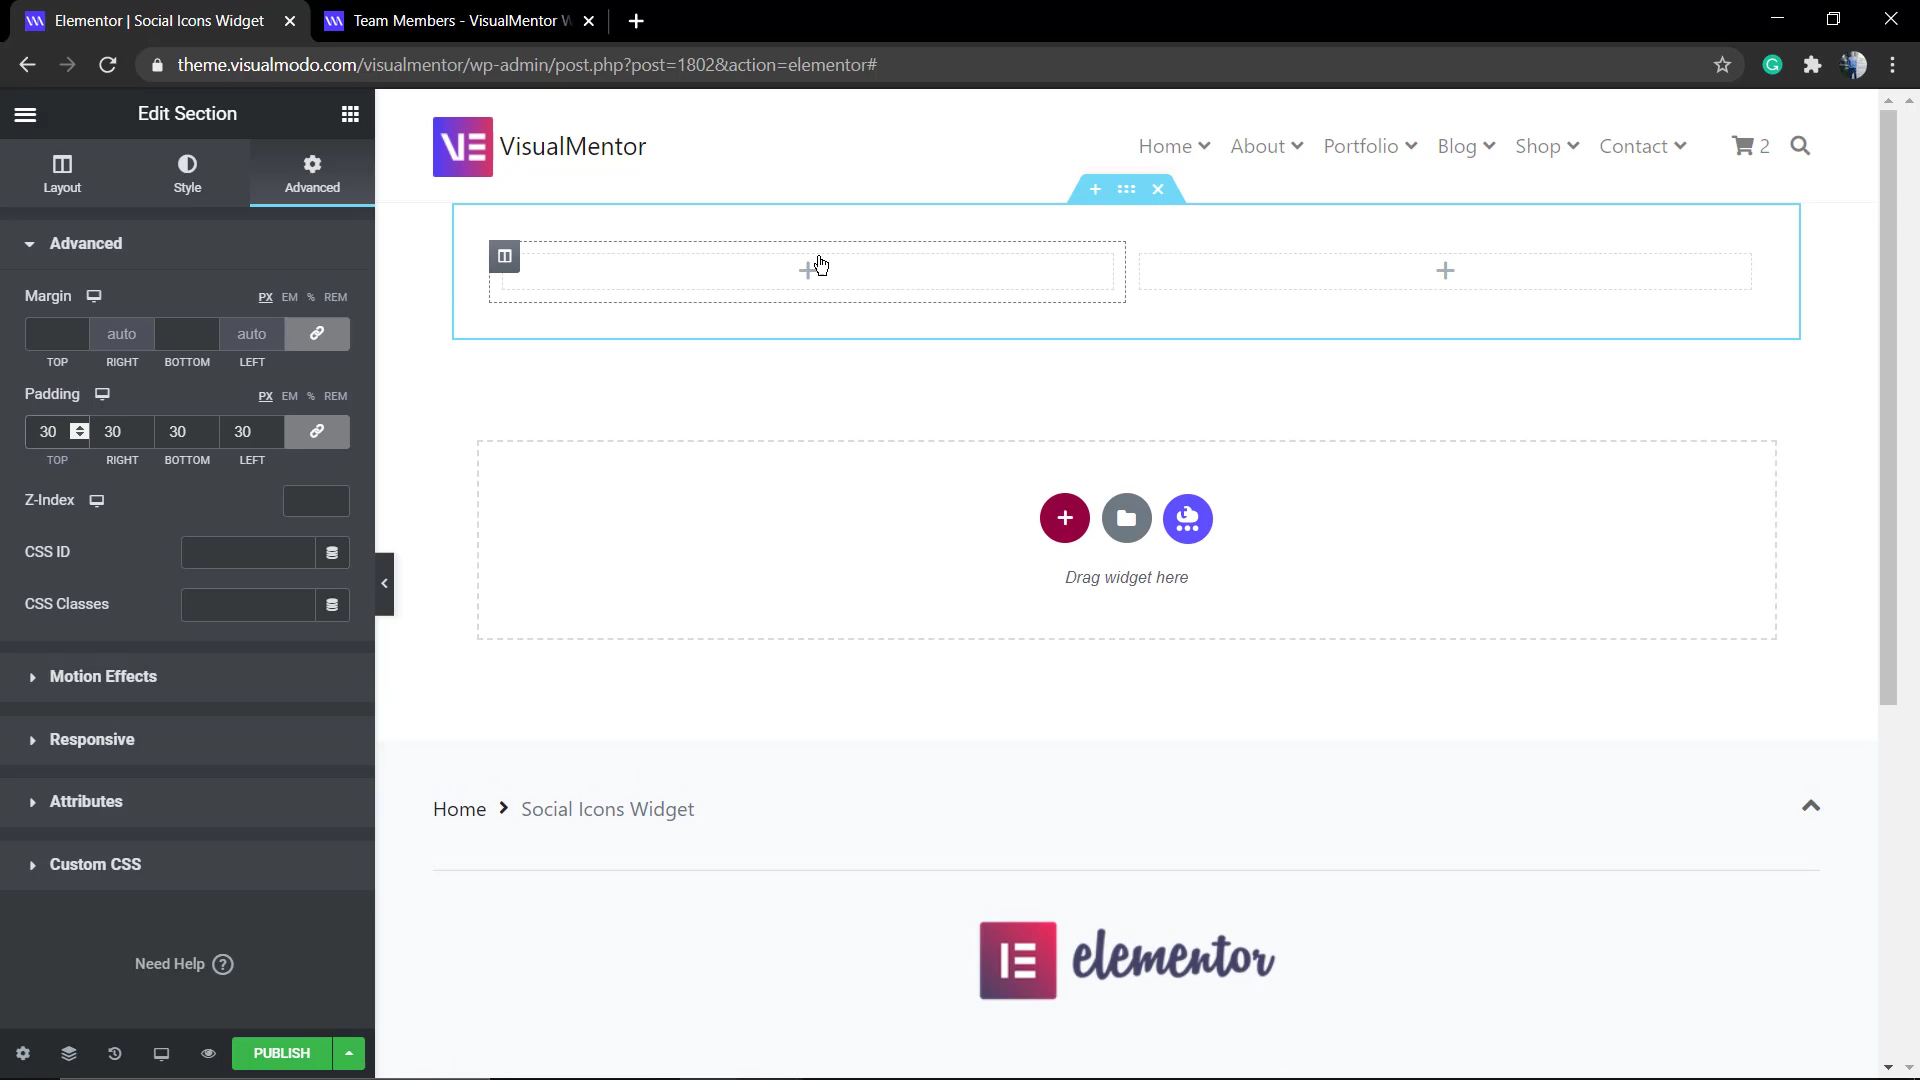 Elementor | Social Icons Widget
Team Members - VisualMentor
theme.visualmodo.com/visualmentor/wp-admin/post.php?post=1802&action=elementor#
Edit Section
VisualMentor
Home About Portfolio Blog Shop Contact 2
Layout Style Advanced
Advanced
Margin PX EM % REM
auto auto
TOP RIGHT BOTTOM LEFT
Padding PX EM % REM
30 30 30 30
TOP RIGHT BOTTOM LEFT
Z-Index
CSS ID
CSS Classes
Drag widget here
Motion Effects
Responsive
Attributes
Custom CSS
Home Social Icons Widget
elementor
Need Help ?
PUBLISH